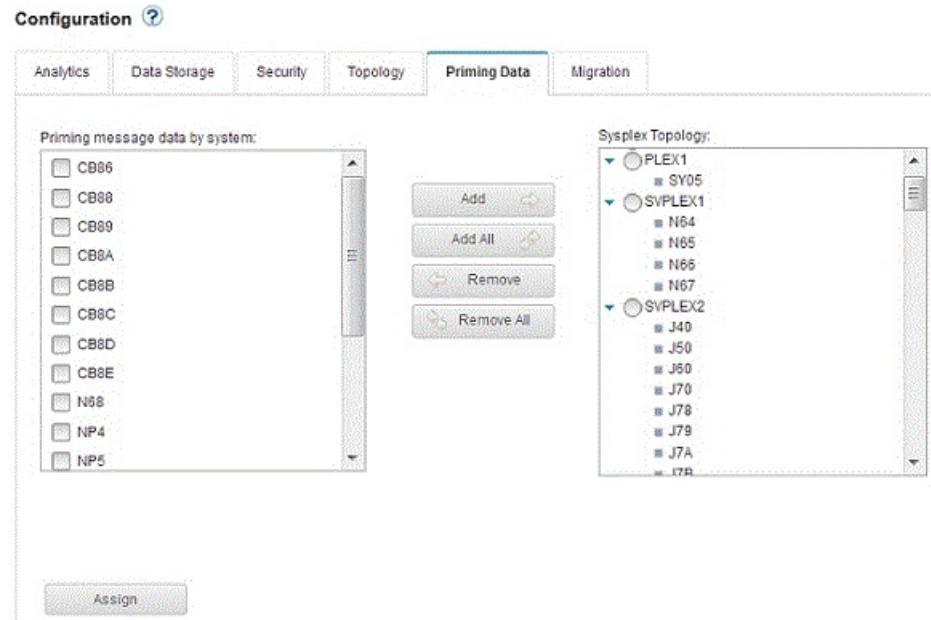 Configuration ?
Analytics Data Storage Security Topology Priming Data Migration
Priming message data by system:
CB86
CB88
CB89
CB8A
CB8B
CB8C
CB8D
CB8E
N68
NP4
NP5
Add
Add All
Remove
Remove All
Sysplex Topology:
PLEX1
SY05
SVPLEX1
N64
N65
N66
N67
SVPLEX2
J40
J50
J60
J70
J78
J79
J7A
J7B
Assign